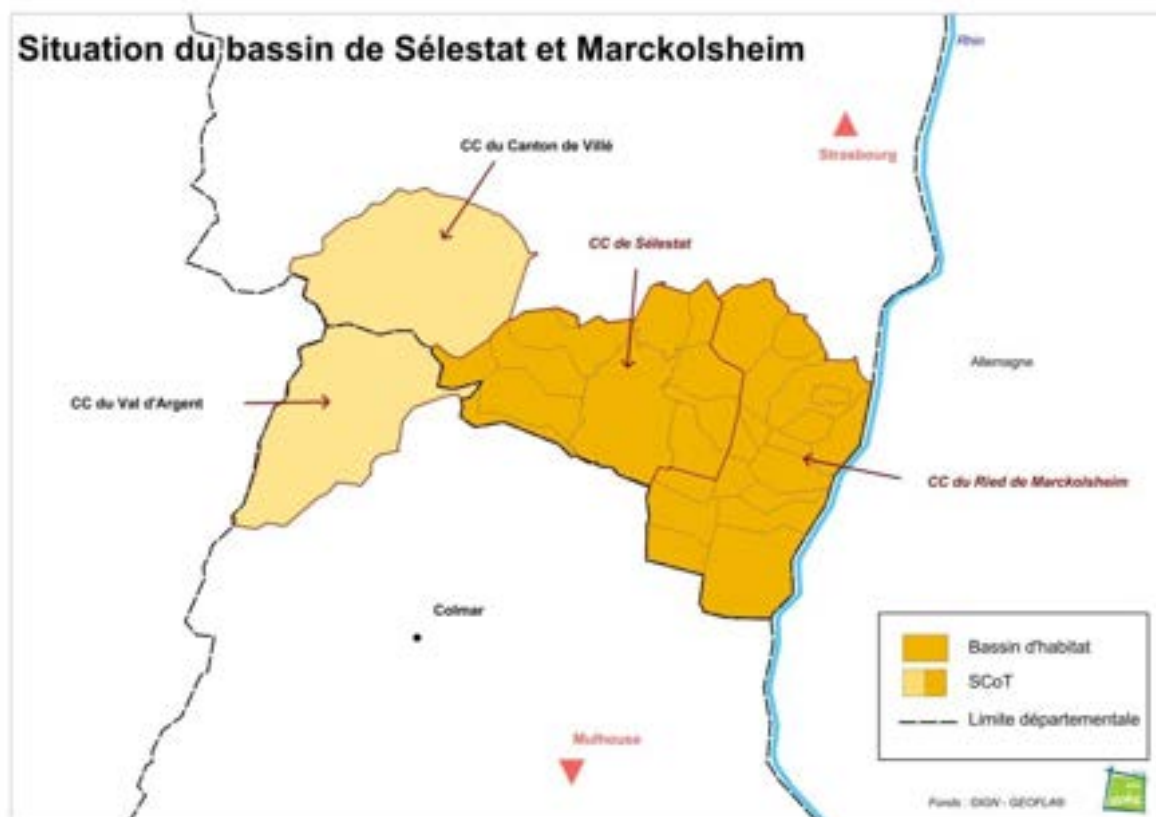 Situation du bassin de Sélestat et Marckolsheim
Rhin
CC du Canton de Villé
Strasbourg
CC de Sélestat
Allemagne
CC du Val d'Argent
CC du Ried de Marckolsheim
Colmar
Bassin d'habitat
SCoT
Limite départementale
Mulhouse
Fonds : ©IGN - GEOFLA®